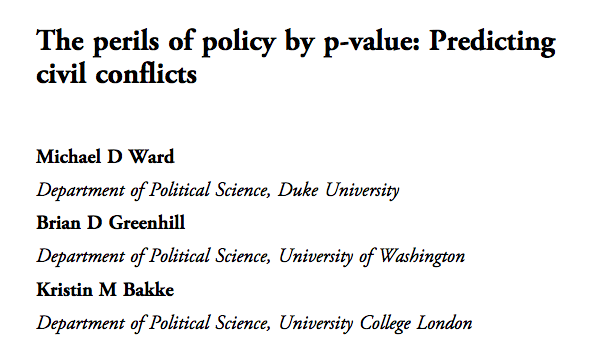 The perils of policy by p-value: Predicting
civil conflicts
Michael D Ward
Department of Political Science, Duke University
Brian D Greenhill
Department of Political Science, University of Washington
Kristin M Bakke
Department of Political Science, University College London